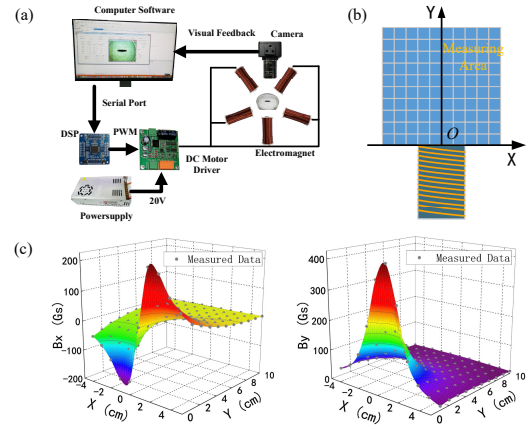 (a)
Computer Software
Visual Feedback
Camera
Serial Port
DSP
PWM
DC Motor
Driver
Electromagnet
20V
Powersupply
(b)
Y
Measuring
Area
O
X
(c)
Measured Data
Bx (Gs)
200
100
0
-100
-200
X (cm)
-4
-2
0
2
4
Y (cm)
0
2
4
6
8
10
Measured Data
By (Gs)
400
300
200
100
0
X (cm)
-4
-2
0
2
4
Y (cm)
0
2
4
6
8
10